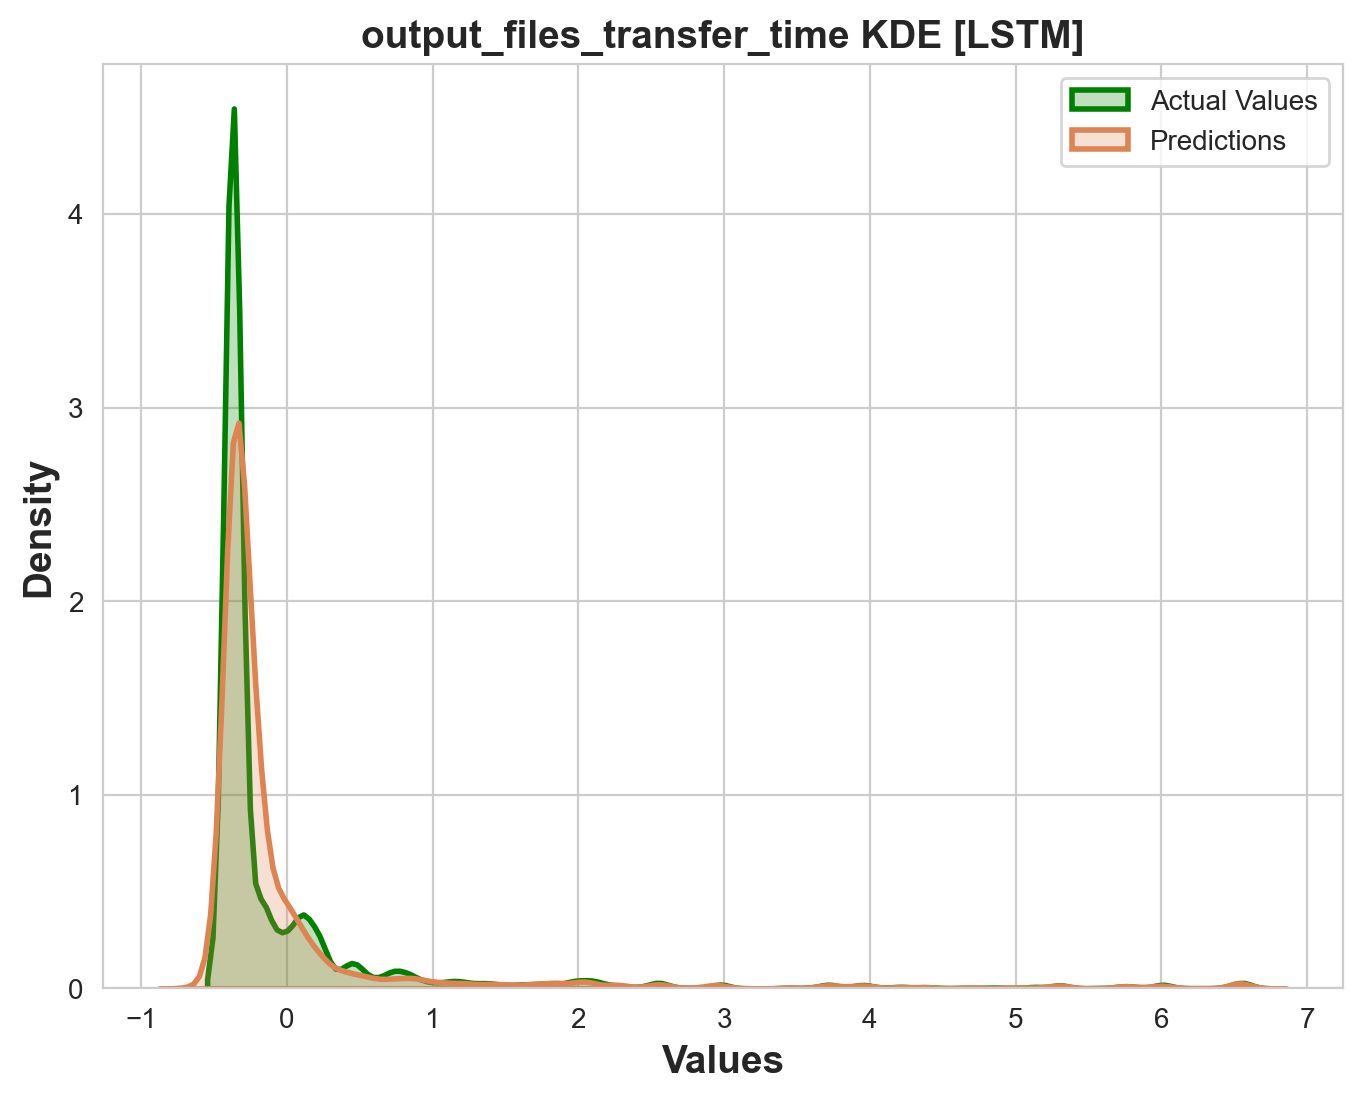 output_files_transfer_time KDE [LSTM]
Actual Values
Predictions
Density
4
3
2
1
0
−1 0 1 2 3 4 5 6 7
Values